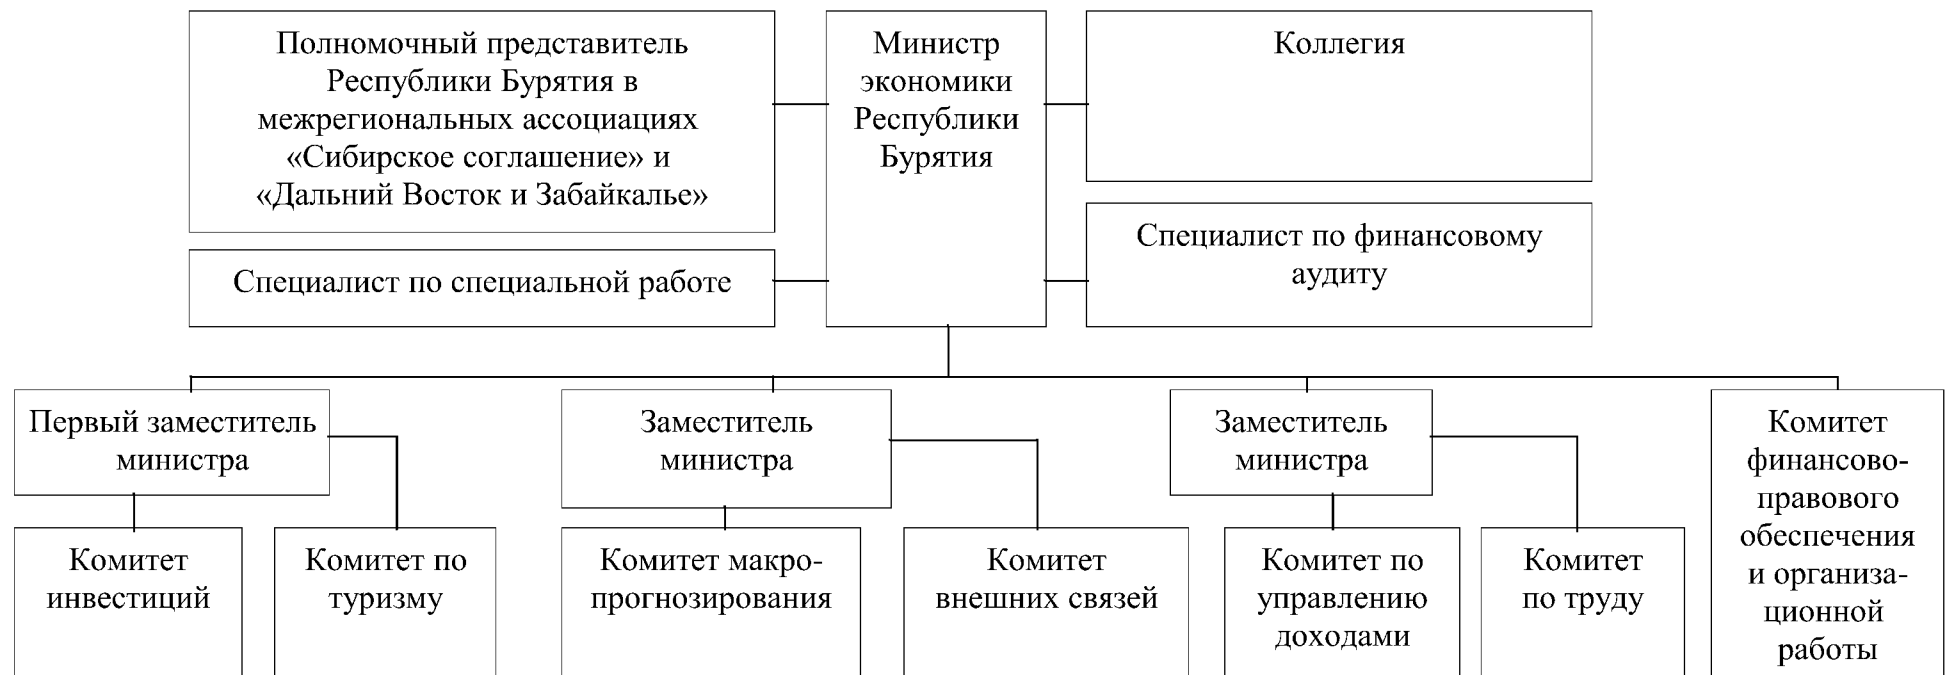 Полномочный представитель
Республики Бурятия в
межрегиональных ассоциациях
«Сибирское соглашение» и
«Дальний Восток и Забайкалье»
Министр
экономики
Республики
Бурятия
Коллегия
Специалист по специальной работе
Специалист по финансовому
аудиту
Первый заместитель
министра
Заместитель
министра
Заместитель
министра
Комитет
финансово-
правового
обеспечения
и организа-
ционной
работы
Комитет
инвестиций
Комитет по
туризму
Комитет макро-
прогнозирования
Комитет
внешних связей
Комитет по
управлению
доходами
Комитет
по труду